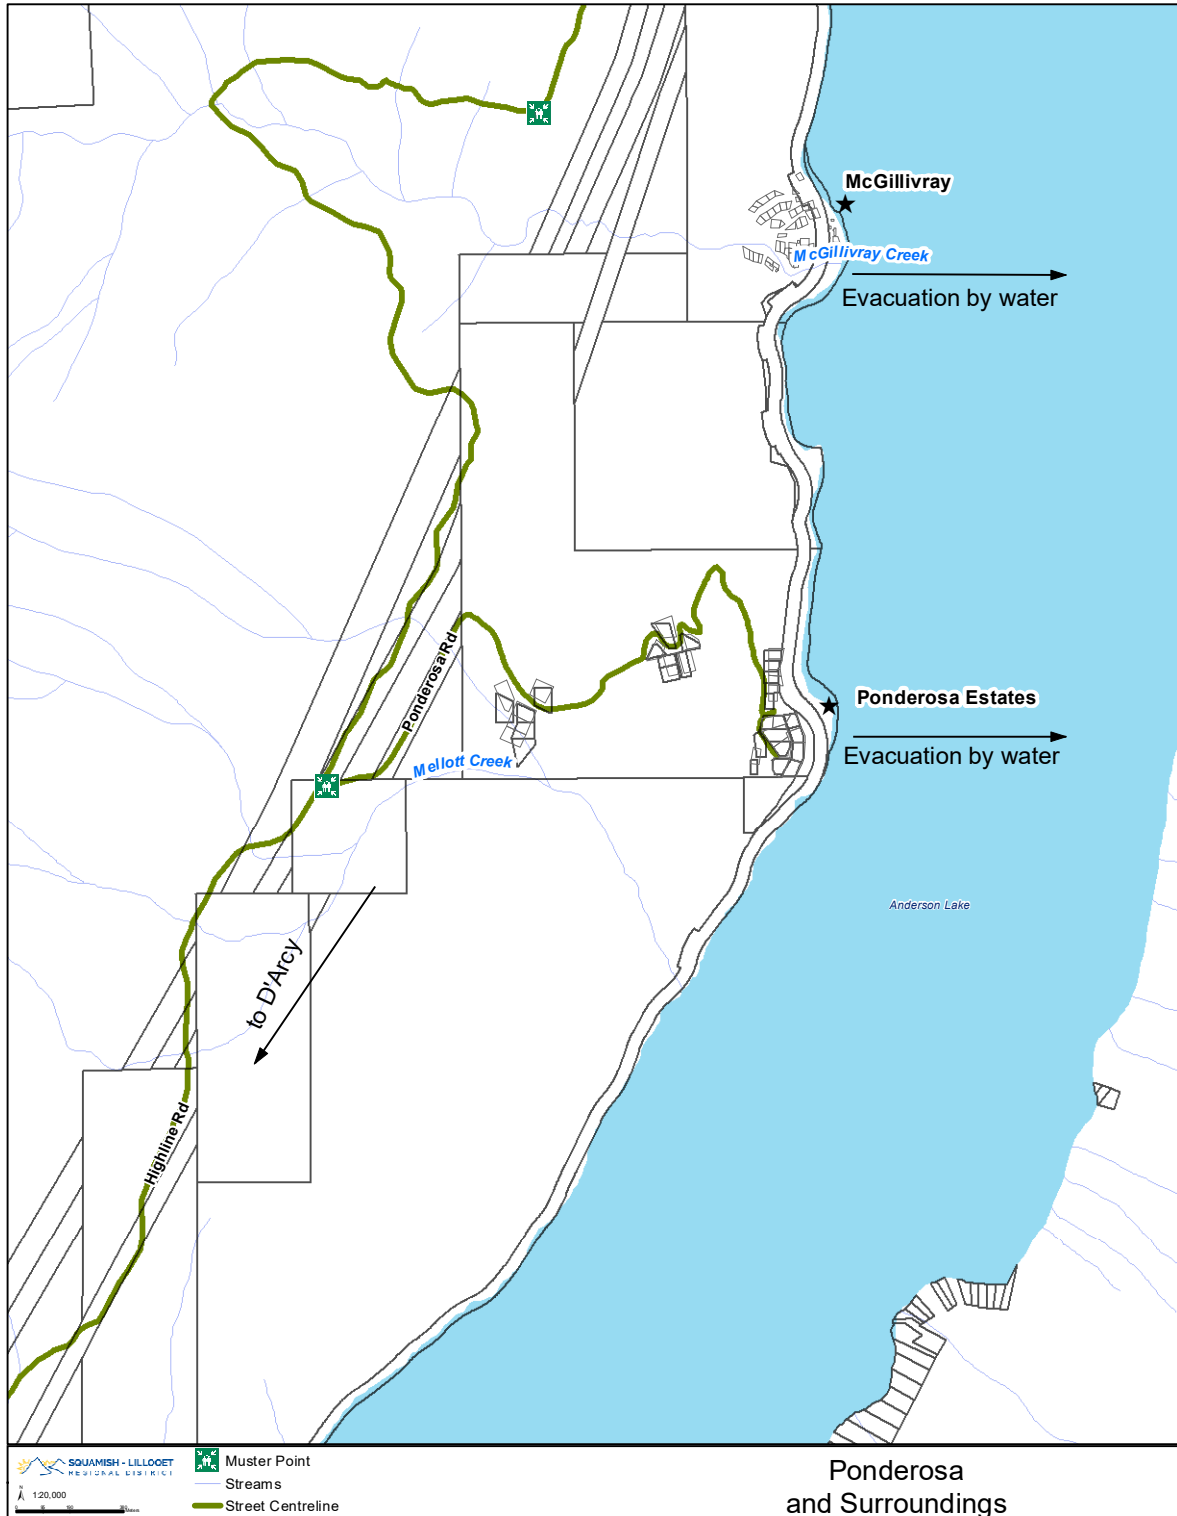 McGillivray
McGillivray Creek
Evacuation by water
Ponderosa Rd
Ponderosa Estates
Evacuation by water
Mellott Creek
Anderson Lake
to D'Arcy
Highline Rd
SQUAMISH - LILLOOET
REGIONAL DISTRICT
N
1:20,000
Muster Point
Streams
Street Centreline
Ponderosa
and Surroundings